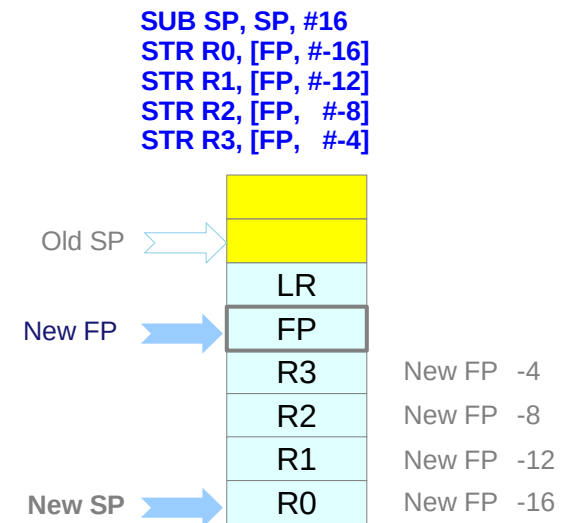 SUB SP, SP, #16
STR R0, [FP, #-16]
STR R1, [FP, #-12]
STR R2, [FP, #-8]
STR R3, [FP, #-4]
Old SP
LR
New FP FP
R3 New FP -4
R2 New FP -8
R1 New FP -12
New SP R0 New FP -16